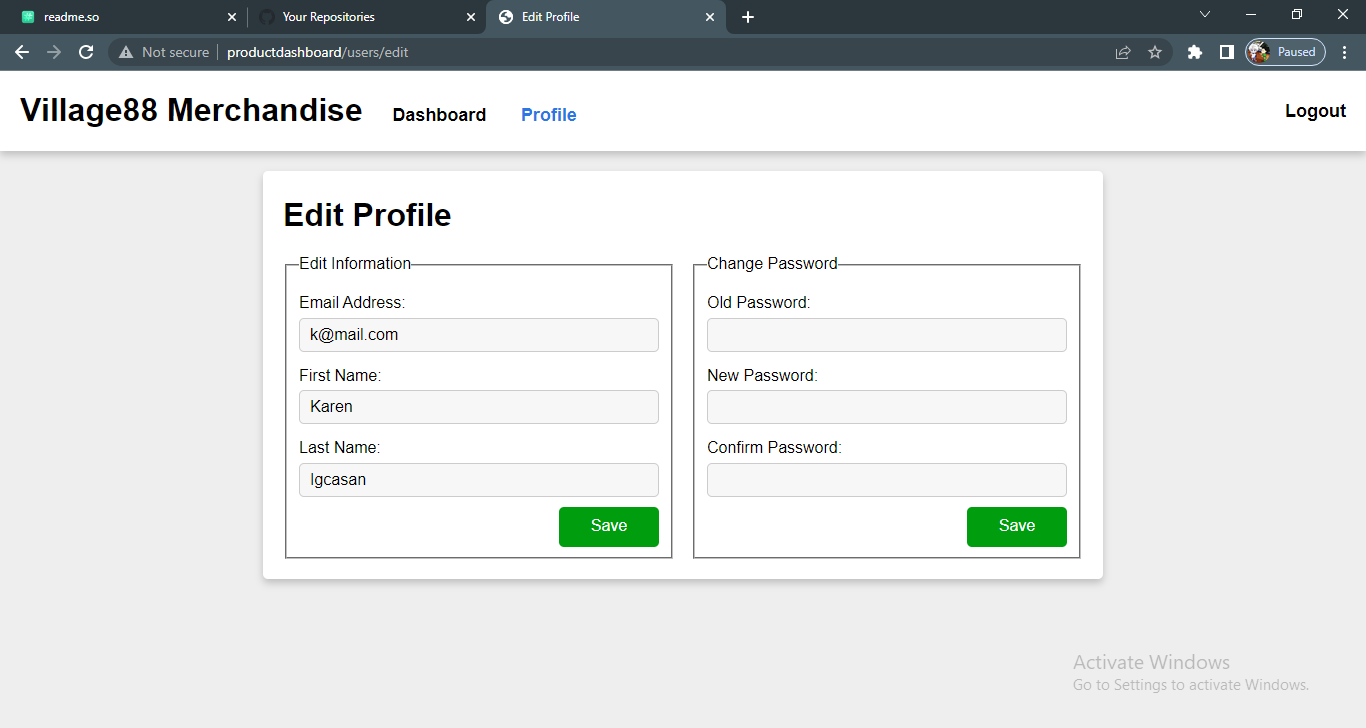 readme.so
Your Repositories
Edit Profile
Not secure
productdashboard/users/edit
Paused
Village88 Merchandise
Dashboard
Profile
Logout
Edit Profile
Edit Information
Email Address:
k@mail.com
First Name:
Karen
Last Name:
Igcasan
Save
Change Password
Old Password:
New Password:
Confirm Password:
Save
Activate Windows
Go to Settings to activate Windows.